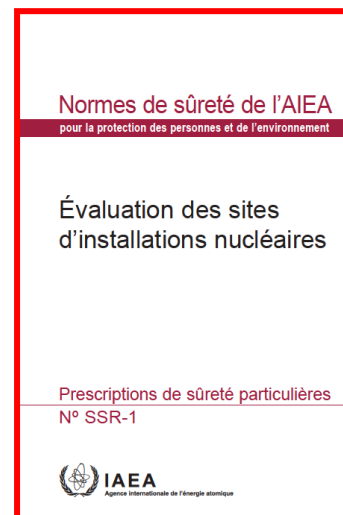 Normes de sûreté de l'AIEA
pour la protection des personnes et de l'environnement
Évaluation des sites
d'installations nucléaires
Prescriptions de sûreté particulières
Nº SSR-1
IAEA
Agence internationale de l'énergie atomique